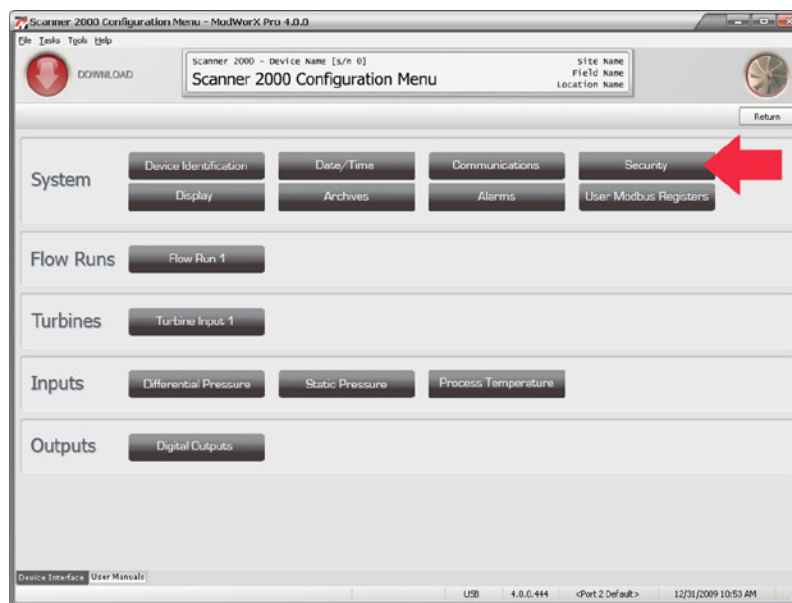 Scanner 2000 Configuration Menu - ModWorX Pro 4.0.0
File Tasks Tools Help
DOWNLOAD
Scanner 2000 - Device Name [s/n 0]
Scanner 2000 Configuration Menu
Site Name
Field Name
Location Name
Return
System
Device Identification Date/Time Communications Security
Display Archives Alarms User Modbus Registers
Flow Runs Flow Run 1
Turbines Turbine Input 1
Inputs Differential Pressure Static Pressure Process Temperature
Outputs Digital Outputs
Device Interface User Manuals
USB 4.0.0.444 <Port 2 Default> 12/31/2009 10:53 AM